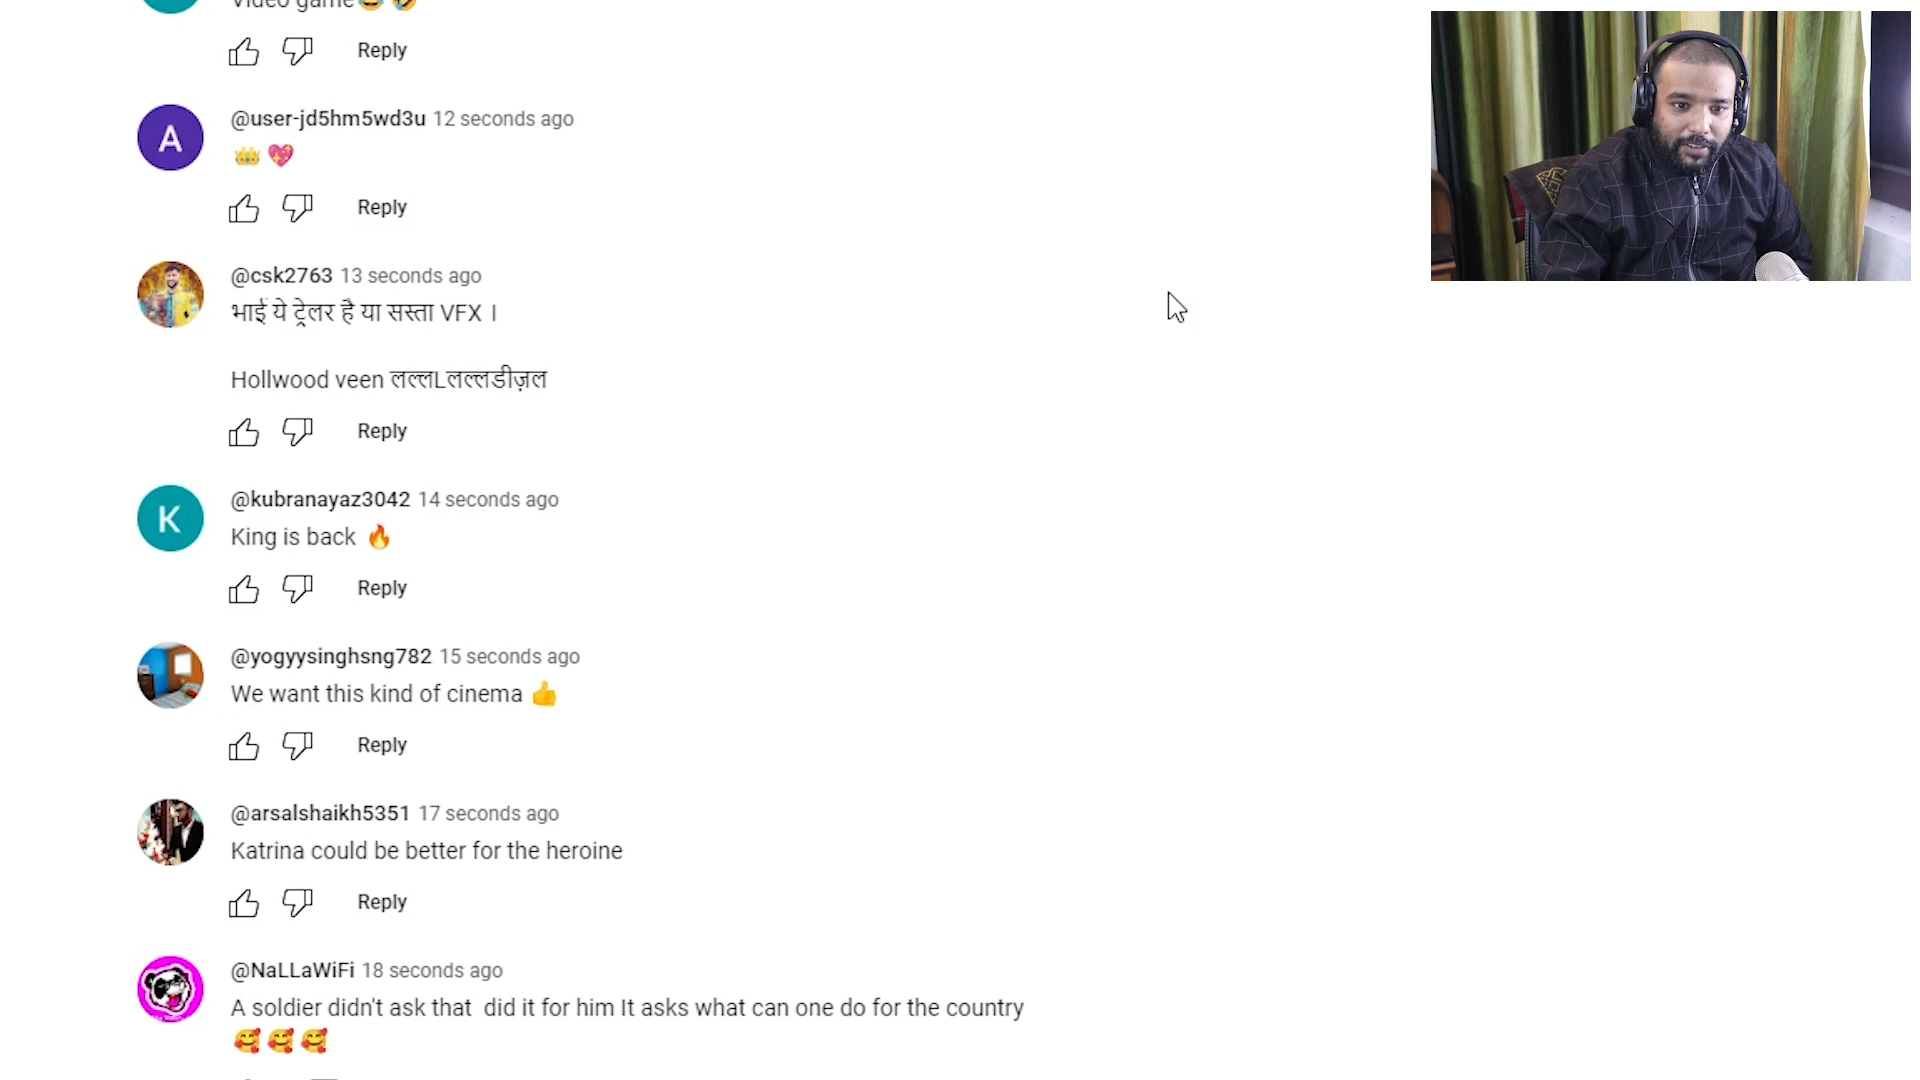 Video game😂🤣
Reply
A
@user-jd5hm5wd3u 12 seconds ago
👑💖
Reply
@csk2763 13 seconds ago
भाई ये ट्रेलर है या सस्ता VFX ।
Hollwood veen लल्लLलल्लडीज़ल
Reply
K
@kubranayaz3042 14 seconds ago
King is back 🔥
Reply
@yogyysinghsng782 15 seconds ago
We want this kind of cinema 👍
Reply
@arsalshaikh5351 17 seconds ago
Katrina could be better for the heroine
Reply
@NaLLaWiFi 18 seconds ago
A soldier didn't ask that  did it for him It asks what can one do for the country
🥰🥰🥰